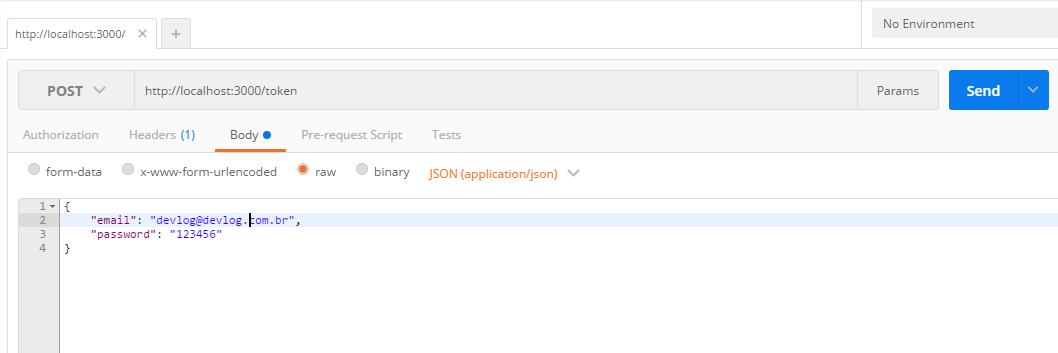 http://localhost:3000/ × +
No Environment
POST http://localhost:3000/token Params Send
Authorization Headers (1) Body Pre-request Script Tests
form-data x-www-form-urlencoded raw binary JSON (application/json)
1 {
2 "email": "devlog@devlog.com.br",
3 "password": "123456"
4 }